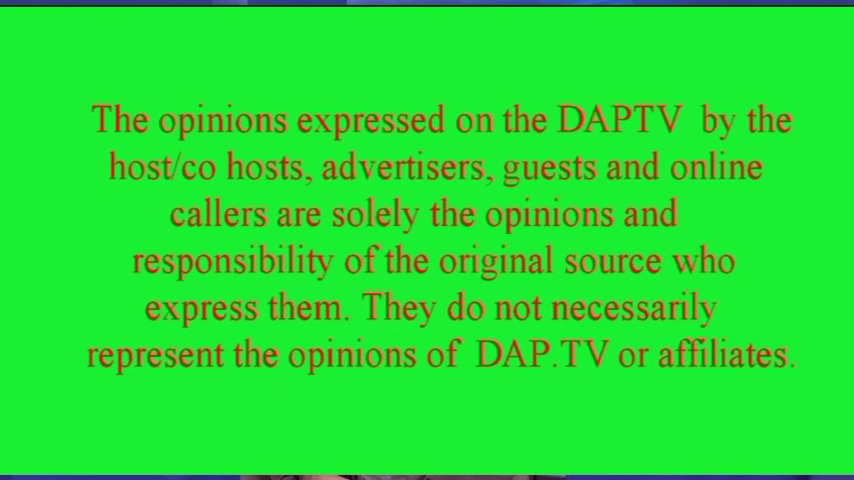 The opinions expressed on the DAPTV by the
host/co hosts, advertisers, guests and online
callers are solely the opinions and
responsibility of the original source who
express them. They do not necessarily
represent the opinions of DAP.TV or affiliates.